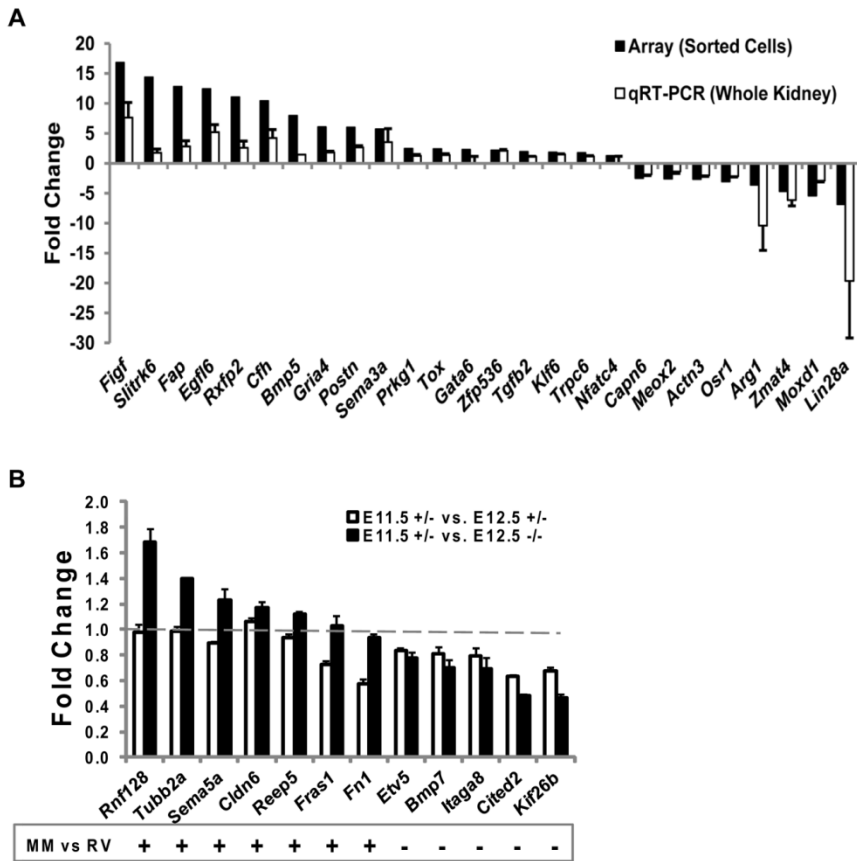 A
20
15
10
5
0
-5
-10
-15
-20
-25
-30
Fold Change
Array (Sorted Cells)
qRT-PCR (Whole Kidney)
Figf
Slitrk6
Fap
Egfl6
Rxfp2
Cfh
Bmp5
Gria4
Postn
Sema3a
Prkg1
Tox
Gata6
Zfp536
Tgfb2
Klf6
Trpc6
Nfatc4
Capn6
Meox2
Actn3
Osr1
Arg1
Zmat4
Moxd1
Lin28a
B
2.0
1.8
1.6
1.4
1.2
1.0
0.8
0.6
0.4
0.2
0.0
Fold Change
E11.5 +/- vs. E12.5 +/-
E11.5 +/- vs. E12.5 -/-
Rnf128
Tubb2a
Sema5a
Cldn6
Reep5
Fras1
Fn1
Etv5
Bmp7
Itaga8
Cited2
Kif26b
MM vs RV + + + + + + + - - - - -